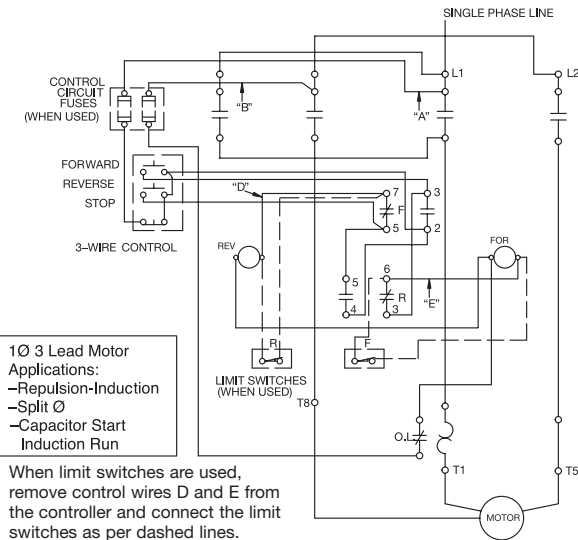 SINGLE PHASE LINE
L1
L2
CONTROL
CIRCUIT
FUSES
(WHEN USED)
"B"
"A"
FORWARD
REVERSE
STOP
3-WIRE CONTROL
"D"
7
3
F
5
2
REV
FOR
5
6
4
R
3
"E"
R
F
LIMIT SWITCHES
(WHEN USED)
T8
O.L.
T1
T5
MOTOR
1Ø 3 Lead Motor
Applications:
–Repulsion-Induction
–Split Ø
–Capacitor Start
Induction Run
When limit switches are used,
remove control wires D and E from
the controller and connect the limit
switches as per dashed lines.